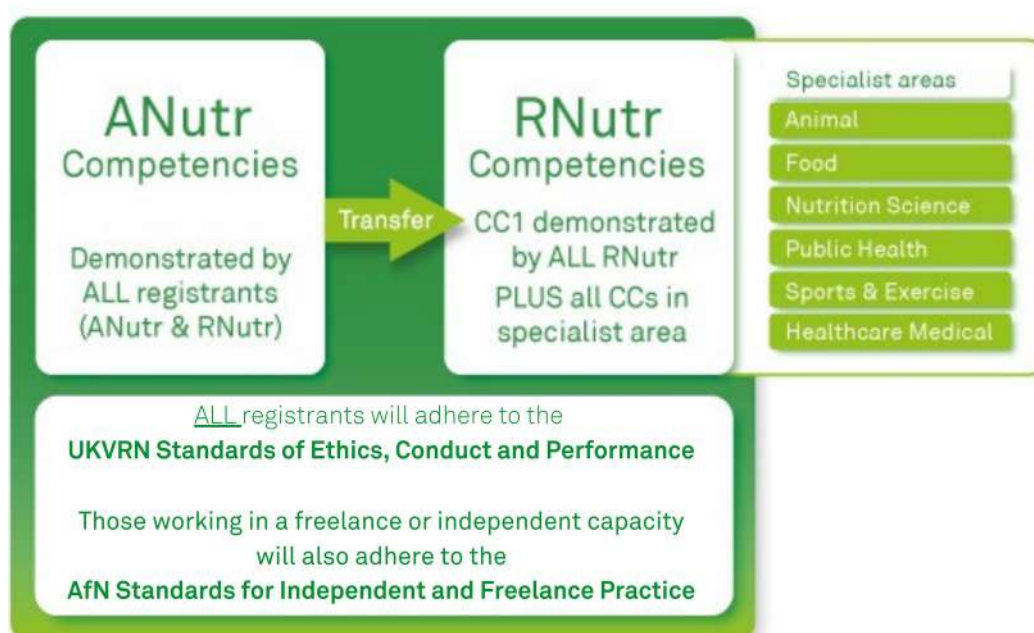 ANutr
Competencies
Demonstrated by
ALL registrants
(ANutr & RNutr)
Transfer
RNutr
Competencies
CC1 demonstrated
by ALL RNutr
PLUS all CCs in
specialist area
Specialist areas
Animal
Food
Nutrition Science
Public Health
Sports & Exercise
Healthcare Medical
ALL registrants will adhere to the
UKVRN Standards of Ethics, Conduct and Performance
Those working in a freelance or independent capacity
will also adhere to the
AfN Standards for Independent and Freelance Practice